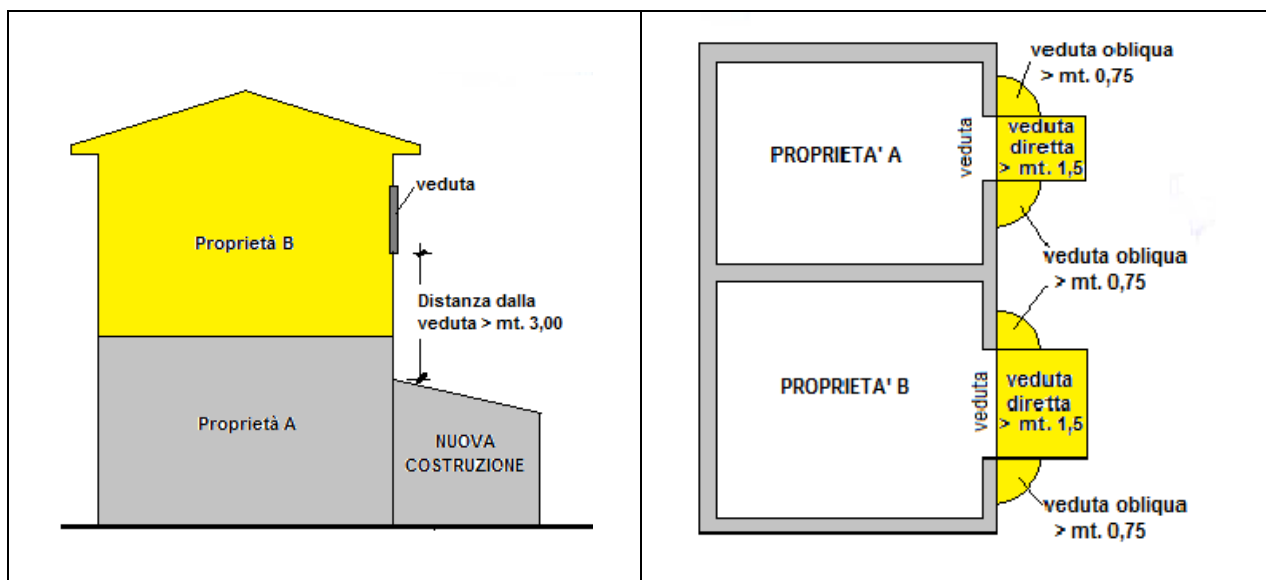 veduta
Proprietà B
Distanza dalla
veduta > mt. 3,00
Proprietà A
NUOVA
COSTRUZIONE
veduta obliqua
> mt. 0,75
veduta
veduta
diretta
> mt. 1,5
PROPRIETA' A
veduta obliqua
> mt. 0,75
PROPRIETA' B
veduta
veduta
diretta
> mt. 1,5
veduta obliqua
> mt. 0,75